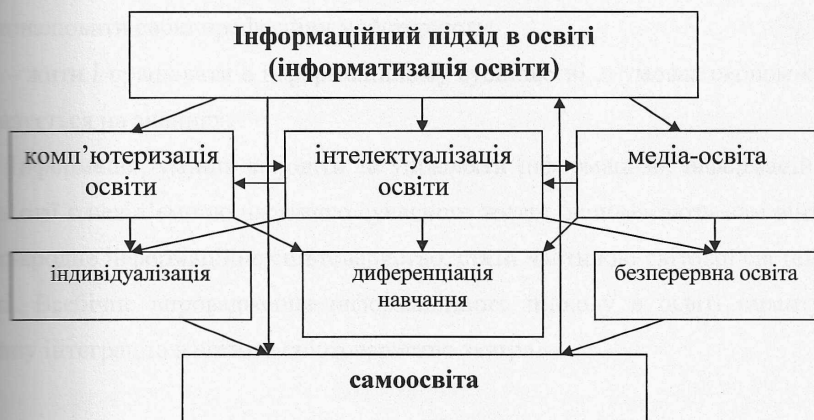 Інформаційний підхід в освіті
(інформатизація освіти)
комп’ютеризація
освіти
інтелектуалізація
освіти
медіа-освіта
індивідуалізація
диференціація
навчання
безперервна освіта
самоосвіта